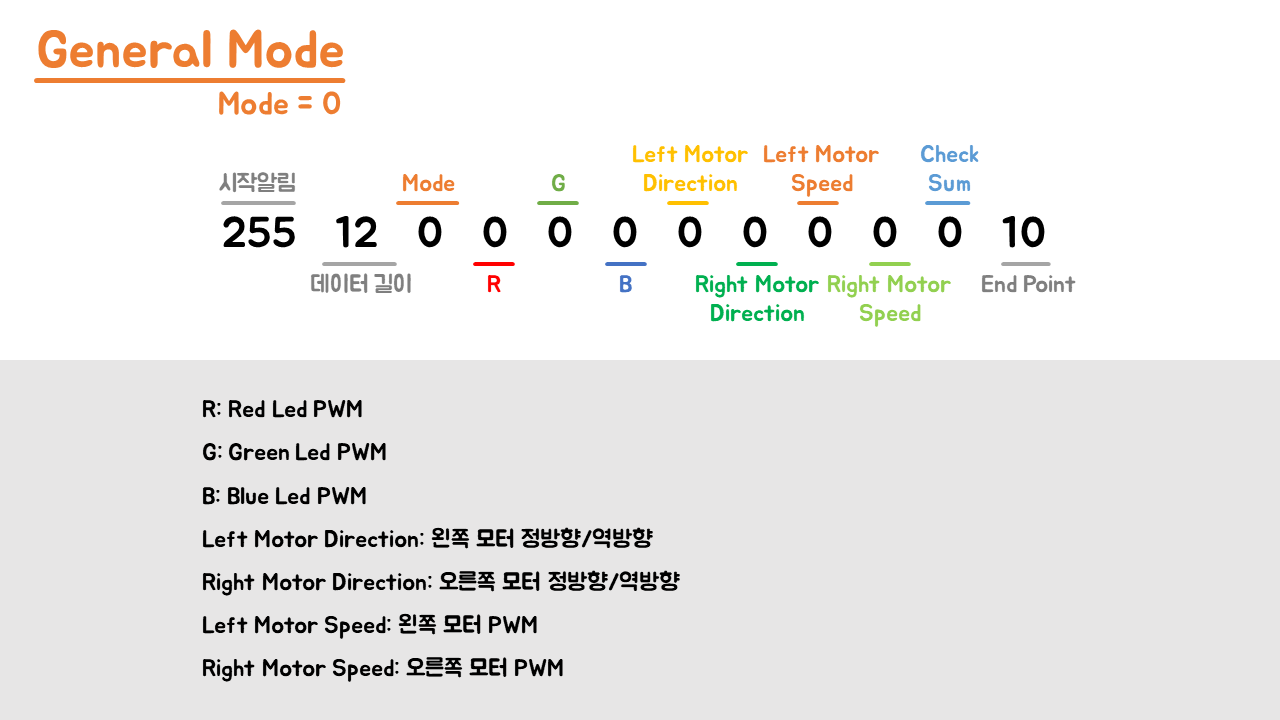 General Mode
Mode = 0
Left Motor Direction
Left Motor Speed
Check Sum
시작알림
Mode
G
255 12 0 0 0 0 0 0 0 0 0 10
데이터 길이
R
B
Right Motor Direction
Right Motor Speed
End Point
R: Red Led PWM
G: Green Led PWM
B: Blue Led PWM
Left Motor Direction: 왼쪽 모터 정방향/역방향
Right Motor Direction: 오른쪽 모터 정방향/역방향
Left Motor Speed: 왼쪽 모터 PWM
Right Motor Speed: 오른쪽 모터 PWM